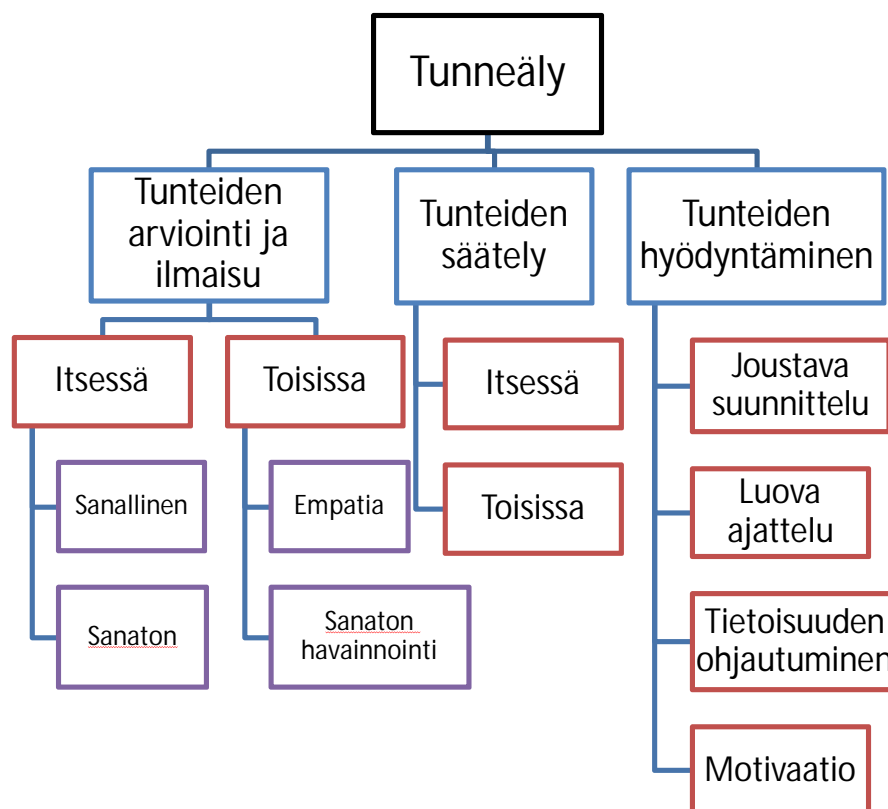 Tunneäly
Tunteiden
arviointi ja
ilmaisu
Tunteiden
säätely
Tunteiden
hyödyntäminen
Itsessä
Toisissa
Itsessä
Joustava
suunnittelu
Sanallinen
Empatia
Toisissa
Luova
ajattelu
Sanaton
Sanaton
havainnointi
Tietoisuuden
ohjautuminen
Motivaatio